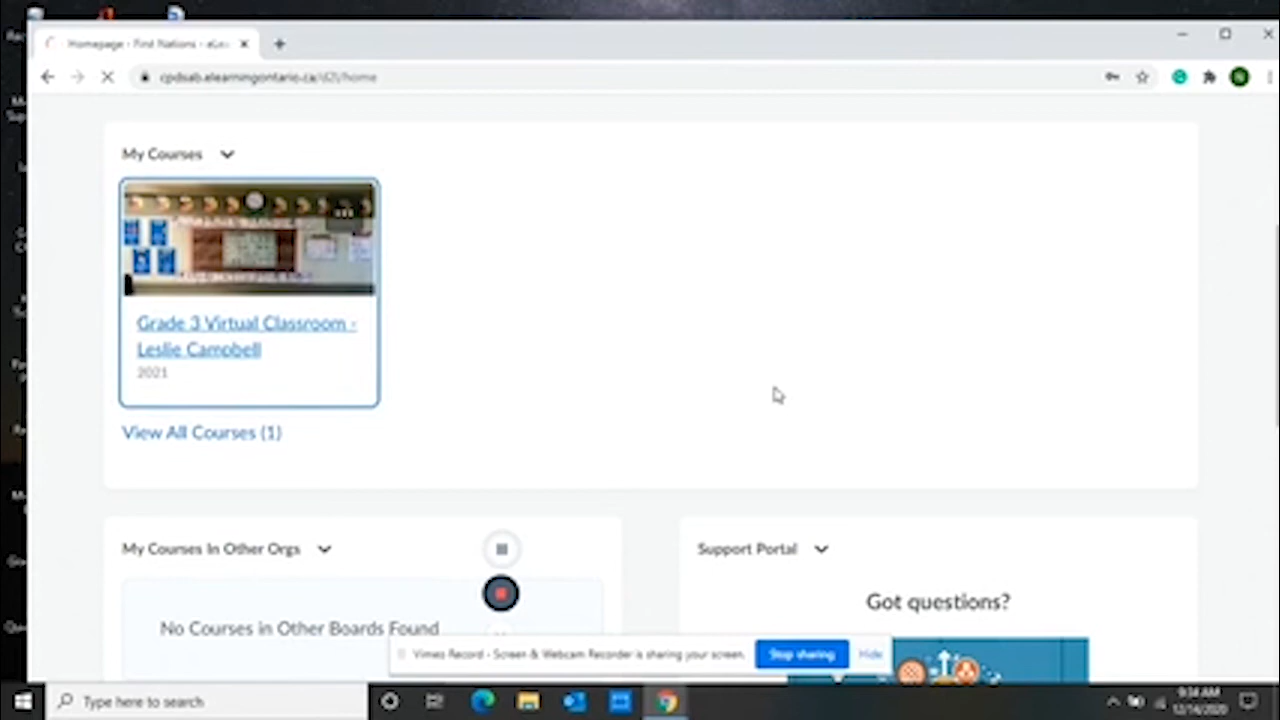 Homepage - First Nations - eLea
cpdsab.elearningontario.ca/d2l/home
My Courses
Grade 3 Virtual Classroom -
Leslie Campbell
2021
View All Courses (1)
My Courses In Other Orgs
No Courses in Other Boards Found
Support Portal
Got questions?
Vimeo Record - Screen & Webcam Recorder is sharing your screen.
Stop sharing
Hide
Type here to search
9:34 AM
12/14/2020